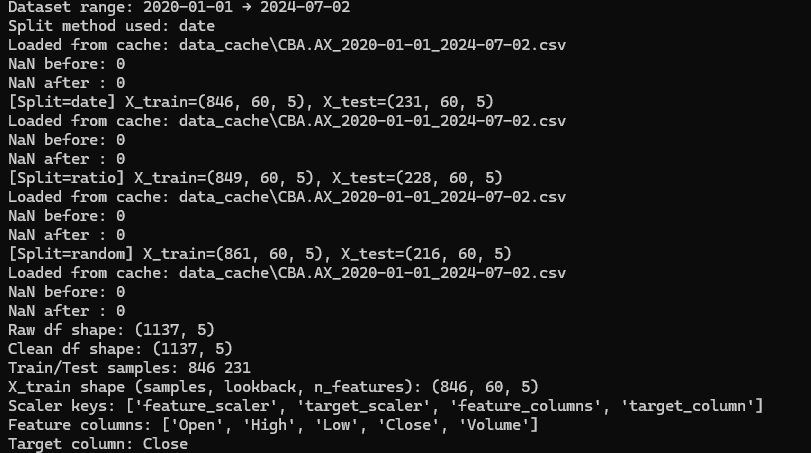 Dataset range: 2020-01-01 → 2024-07-02
Split method used: date
Loaded from cache: data_cache\CBA.AX_2020-01-01_2024-07-02.csv
NaN before: 0
NaN after : 0
[Split=date] X_train=(846, 60, 5), X_test=(231, 60, 5)
Loaded from cache: data_cache\CBA.AX_2020-01-01_2024-07-02.csv
NaN before: 0
NaN after : 0
[Split=ratio] X_train=(849, 60, 5), X_test=(228, 60, 5)
Loaded from cache: data_cache\CBA.AX_2020-01-01_2024-07-02.csv
NaN before: 0
NaN after : 0
[Split=random] X_train=(861, 60, 5), X_test=(216, 60, 5)
Loaded from cache: data_cache\CBA.AX_2020-01-01_2024-07-02.csv
NaN before: 0
NaN after : 0
Raw df shape: (1137, 5)
Clean df shape: (1137, 5)
Train/Test samples: 846 231
X_train shape (samples, lookback, n_features): (846, 60, 5)
Scaler keys: ['feature_scaler', 'target_scaler', 'feature_columns', 'target_column']
Feature columns: ['Open', 'High', 'Low', 'Close', 'Volume']
Target column: Close